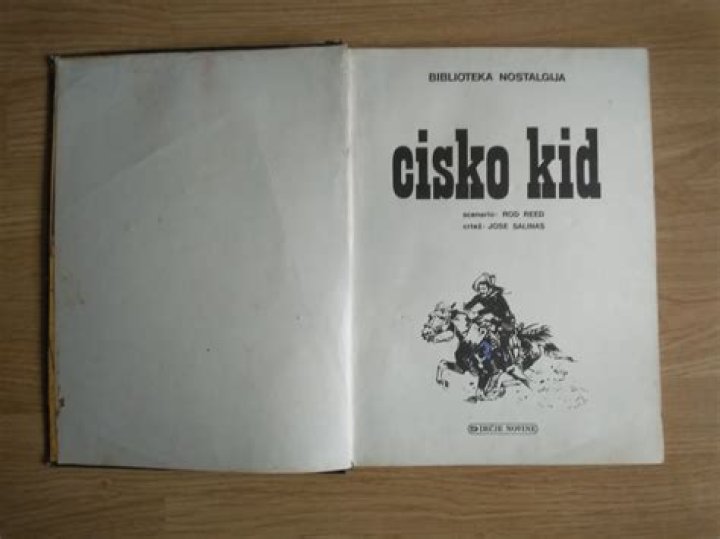 BIBLIOTEKA NOSTALGIJA
cisko kid
scenario: ROD REED
crtež: JOSE SALINAS
DEČJE NOVINE